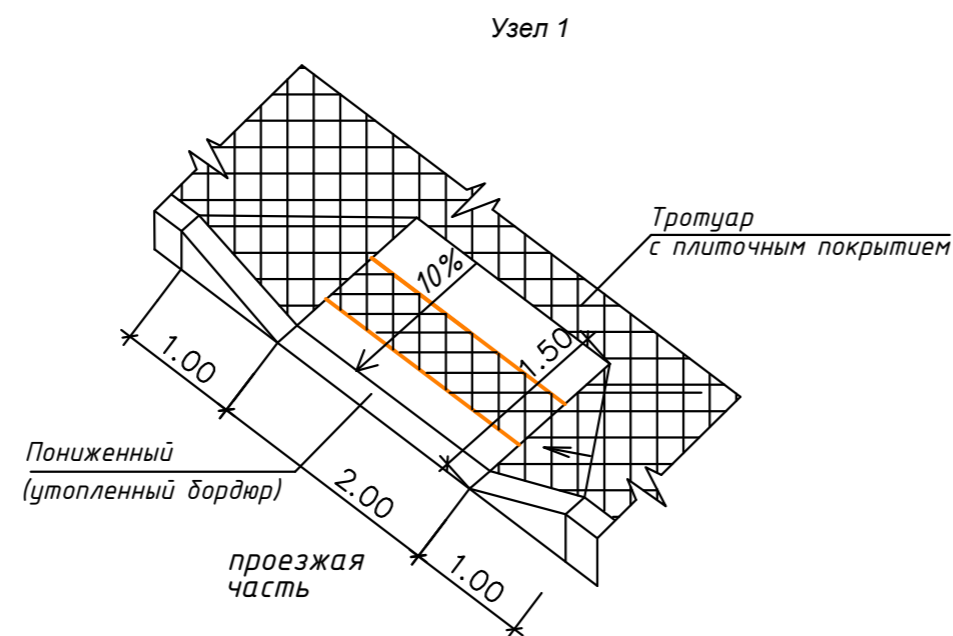 Узел 1
Тротуар
с плиточным покрытием
10%
1.50
1.00
Пониженный
(утопленный бордюр)
2.00
проезжая
часть
1.00